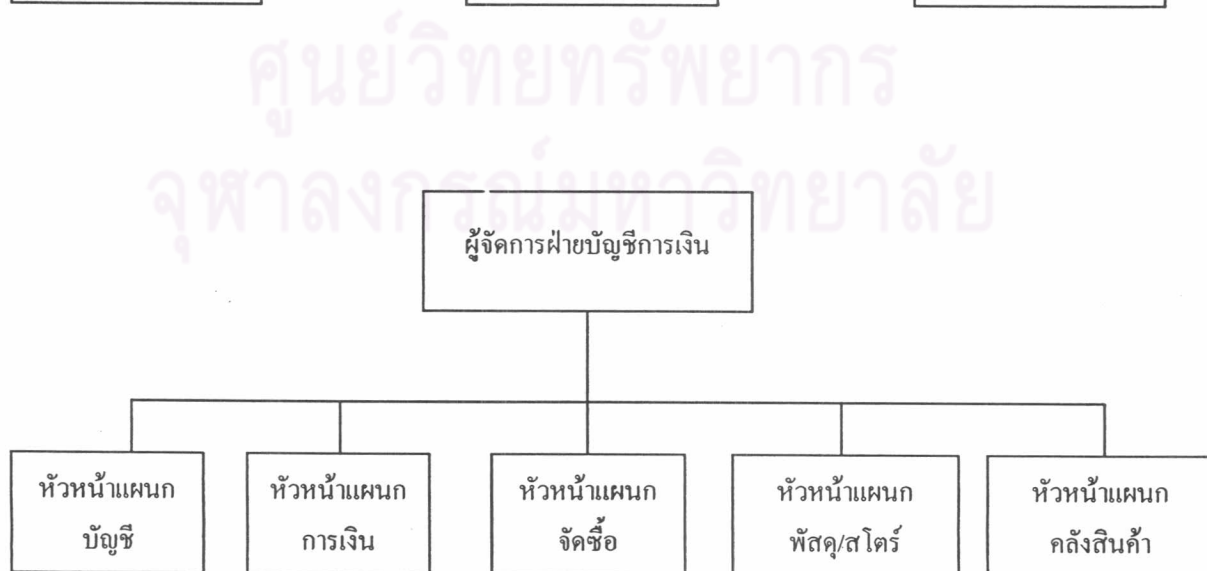 ศูนย์วิทยทรัพยากร
จุฬาลงกรณ์มหาวิทยาลัย
ผู้จัดการฝ่ายบัญชีการเงิน
หัวหน้าแผนก
บัญชี
หัวหน้าแผนก
การเงิน
หัวหน้าแผนก
จัดซื้อ
หัวหน้าแผนก
พัสดุ/สโตร์
หัวหน้าแผนก
คลังสินค้า